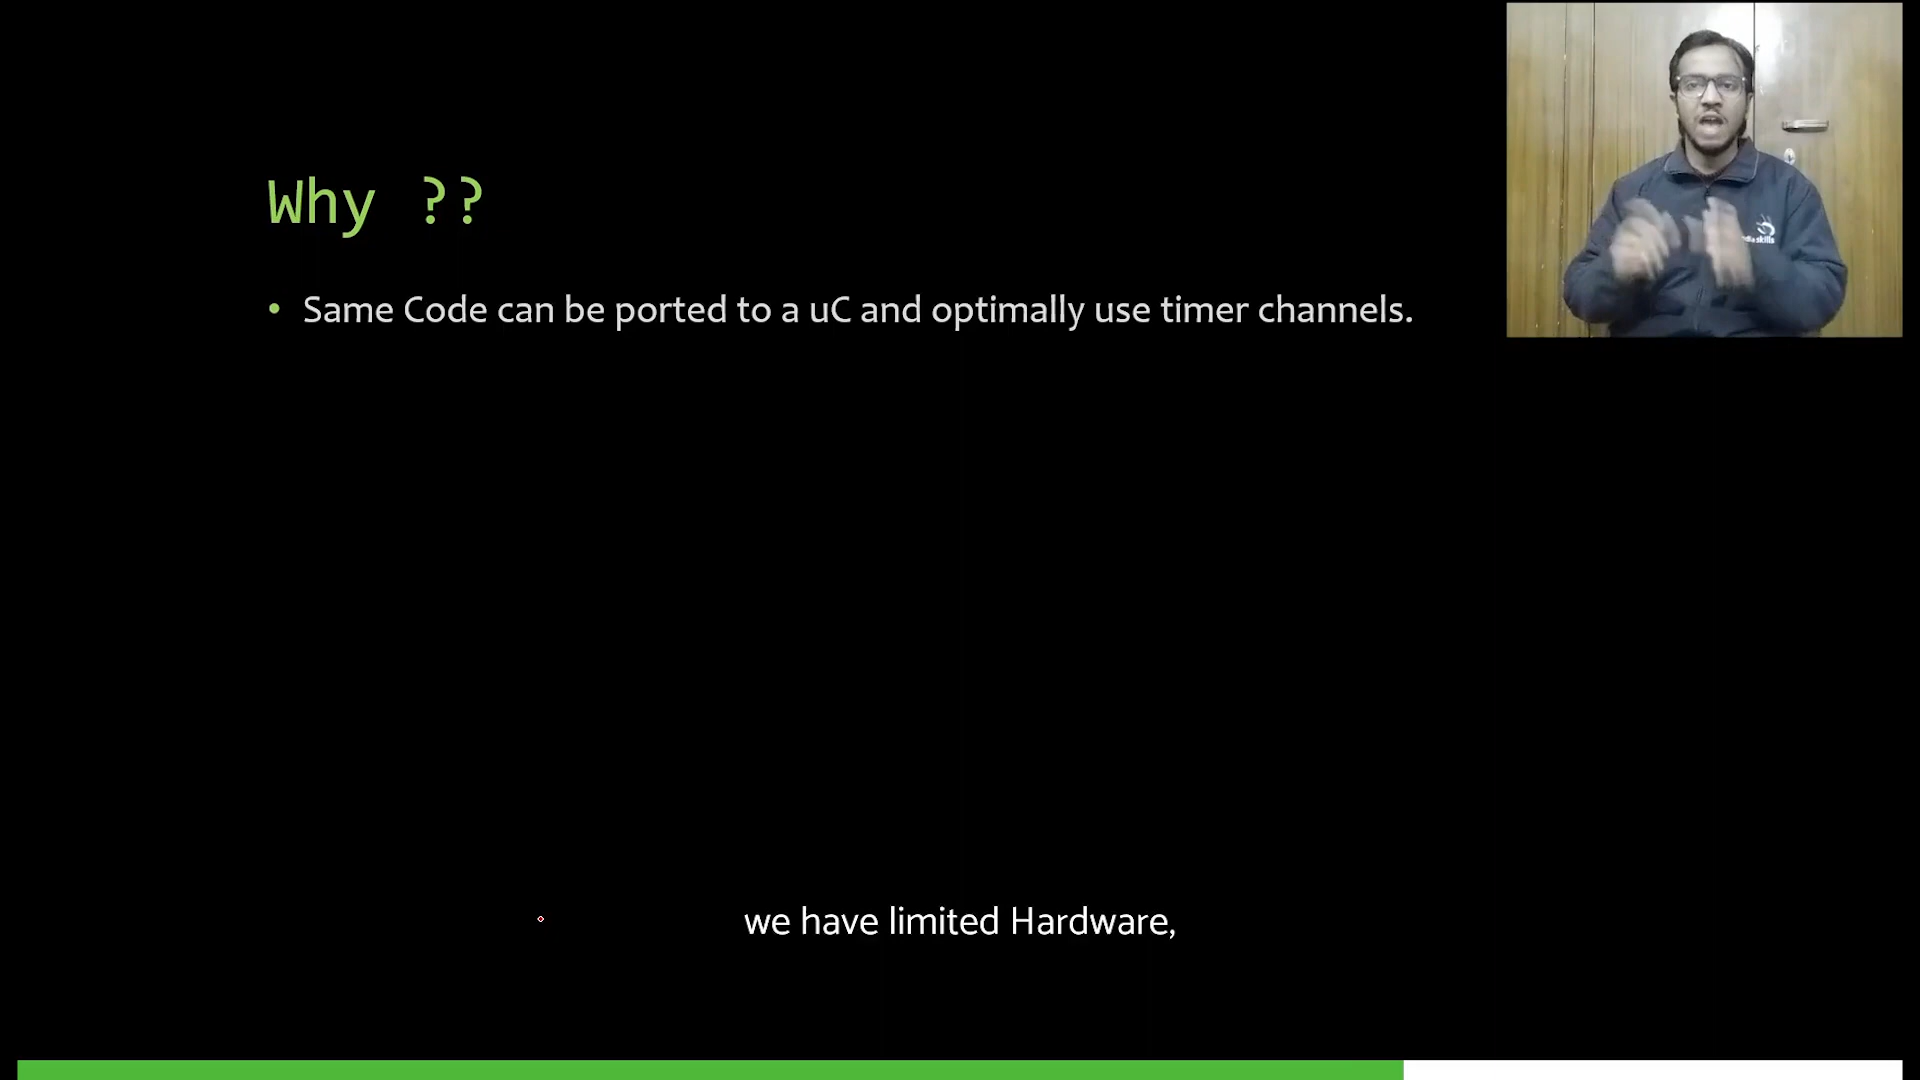 Why ??
• Same Code can be ported to a uC and optimally use timer channels.
we have limited Hardware,